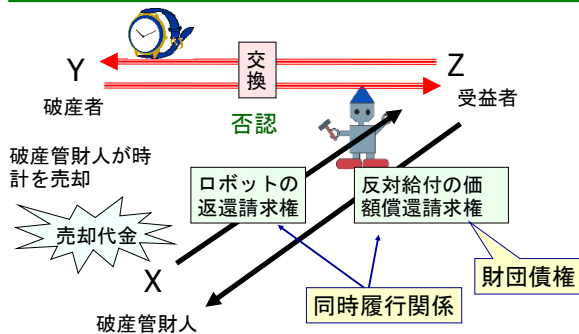 Y
破産者
交
換
否認
Z
受益者
破産管財人が時
計を売却
売却代金
ロボットの
返還請求権
反対給付の価
額償還請求権
財団債権
X
破産管財人
同時履行関係